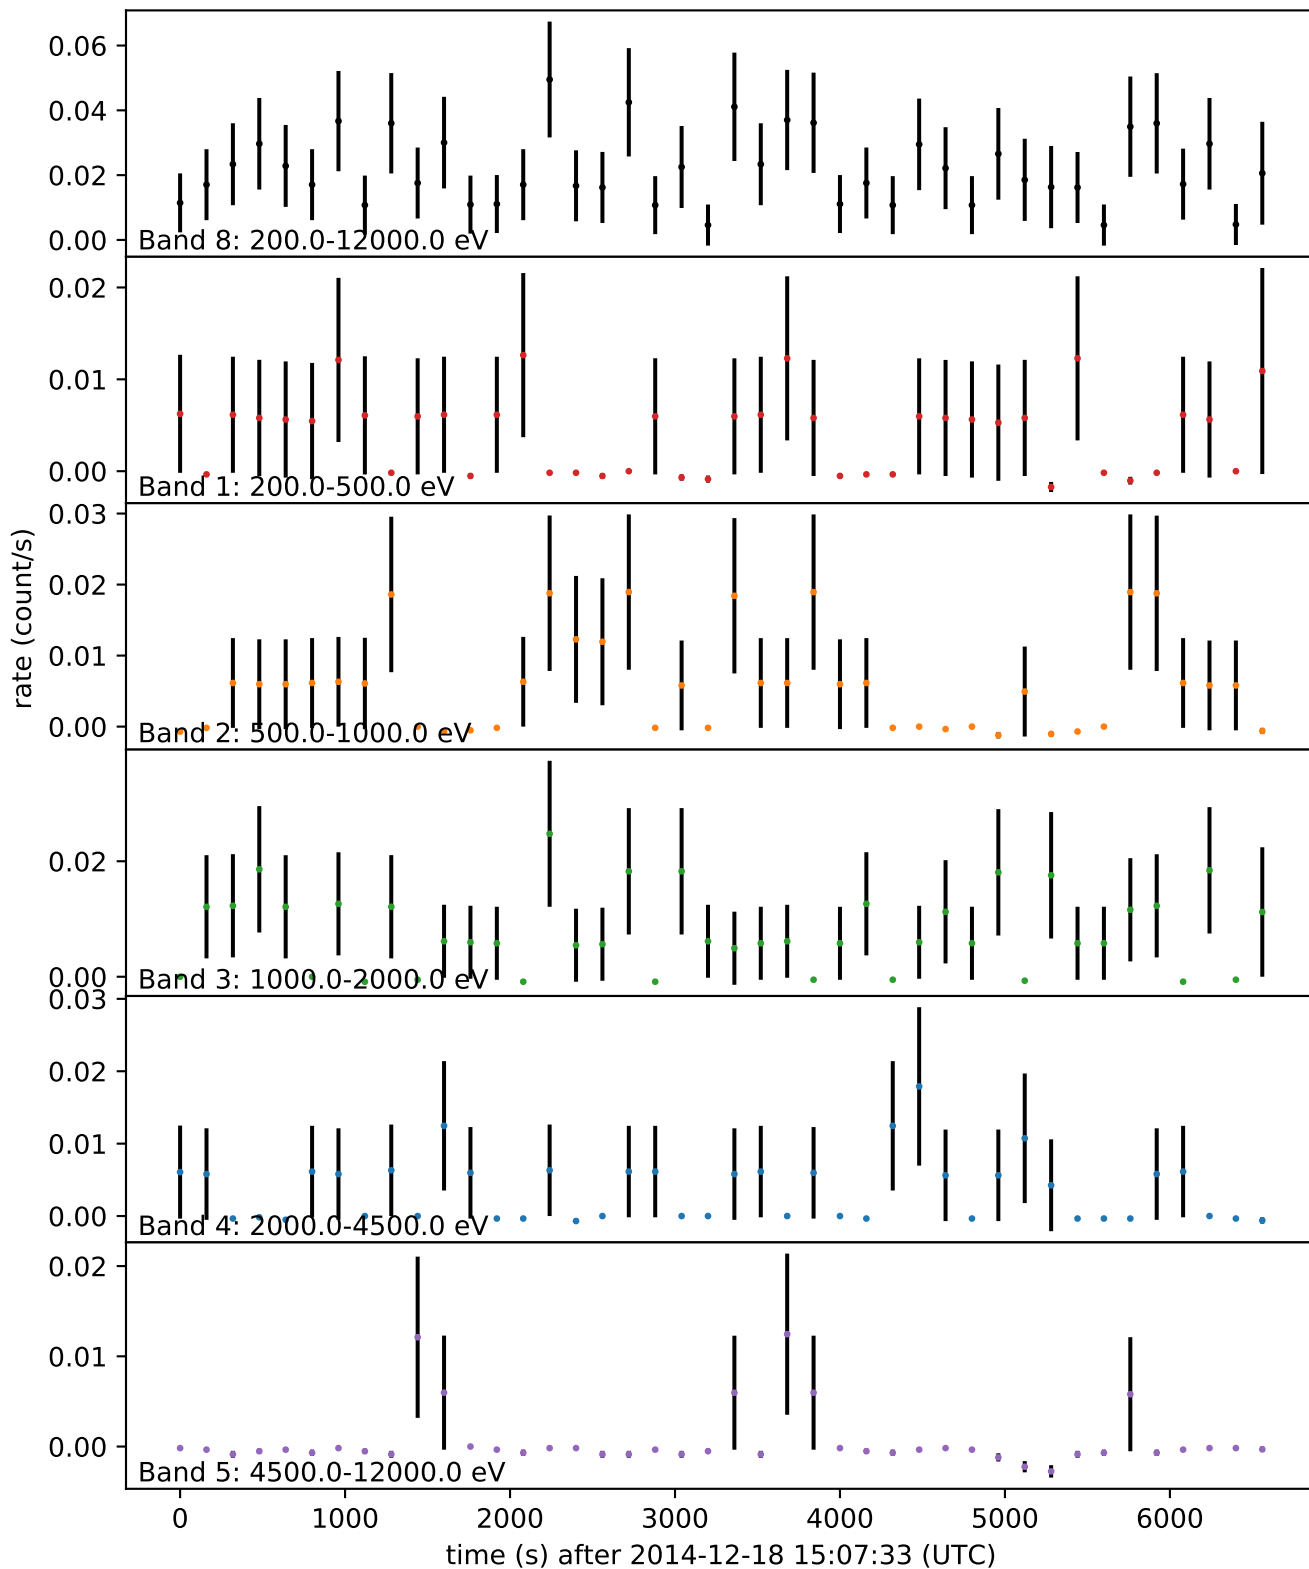 0.06
0.04
0.02
0.00
Band 8: 200.0-12000.0 eV
0.02
0.01
0.00
Band 1: 200.0-500.0 eV
rate (count/s)
0.03
0.02
0.01
0.00
Band 2: 500.0-1000.0 eV
0.02
0.00
Band 3: 1000.0-2000.0 eV
0.03
0.02
0.01
0.00
Band 4: 2000.0-4500.0 eV
0.02
0.01
0.00
Band 5: 4500.0-12000.0 eV
0 1000 2000 3000 4000 5000 6000
time (s) after 2014-12-18 15:07:33 (UTC)